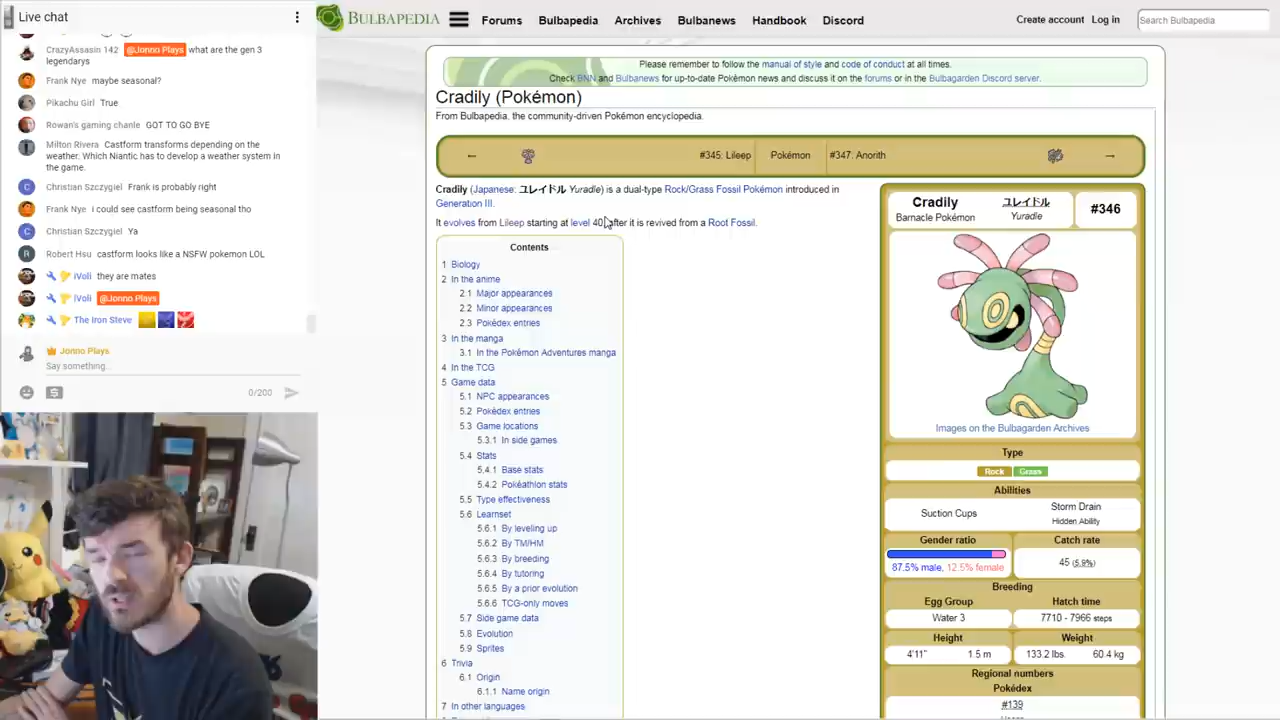 Live chat
CrazyAssasin 142 @Jonno Plays what are the gen 3
legendarys
Frank Nye maybe seasonal?
Pikachu Girl True
Rowan's gaming chanle GOT TO GO BYE
Milton Rivera Castform transforms depending on the
weather. Which Niantic has to develop a weather system in
the game.
Christian Szczygiel Frank is probably right
Frank Nye i could see castform being seasonal tho
Christian Szczygiel Ya
Robert Hsu castform looks like a NSFW pokemon LOL
iVoli they are mates
iVoli @Jonno Plays
The Iron Steve
Jonno Plays
Say something...
0/200
BULBAPEDIA
Forums Bulbapedia Archives Bulbanews Handbook Discord
Create account Log in Search Bulbapedia
Please remember to follow the manual of style and code of conduct at all times.
Check BNN and Bulbanews for up-to-date Pokémon news and discuss it on the forums or in the Bulbagarden Discord server.
Cradily (Pokémon)
From Bulbapedia, the community-driven Pokémon encyclopedia.
← #345: Lileep Pokémon #347: Anorith →
Cradily (Japanese: ユレイドル Yuradle) is a dual-type Rock/Grass Fossil Pokémon introduced in
Generation III.
It evolves from Lileep starting at level 40 after it is revived from a Root Fossil.
Contents
1 Biology
2 In the anime
2.1 Major appearances
2.2 Minor appearances
2.3 Pokédex entries
3 In the manga
3.1 In the Pokémon Adventures manga
4 In the TCG
5 Game data
5.1 NPC appearances
5.2 Pokédex entries
5.3 Game locations
5.3.1 In side games
5.4 Stats
5.4.1 Base stats
5.4.2 Pokéathlon stats
5.5 Type effectiveness
5.6 Learnset
5.6.1 By leveling up
5.6.2 By TM/HM
5.6.3 By breeding
5.6.4 By tutoring
5.6.5 By a prior evolution
5.6.6 TCG-only moves
5.7 Side game data
5.8 Evolution
5.9 Sprites
6 Trivia
6.1 Origin
6.1.1 Name origin
7 In other languages
Cradily
Barnacle Pokémon
ユレイドル
Yuradle
#346
Images on the Bulbagarden Archives
Type
Rock Grass
Abilities
Suction Cups
Storm Drain
Hidden Ability
Gender ratio
87.5% male, 12.5% female
Catch rate
45 (5.9%)
Breeding
Egg Group
Water 3
Hatch time
7710 - 7966 steps
Height
4'11" 1.5 m
Weight
133.2 lbs. 60.4 kg
Regional numbers
Pokédex
#139